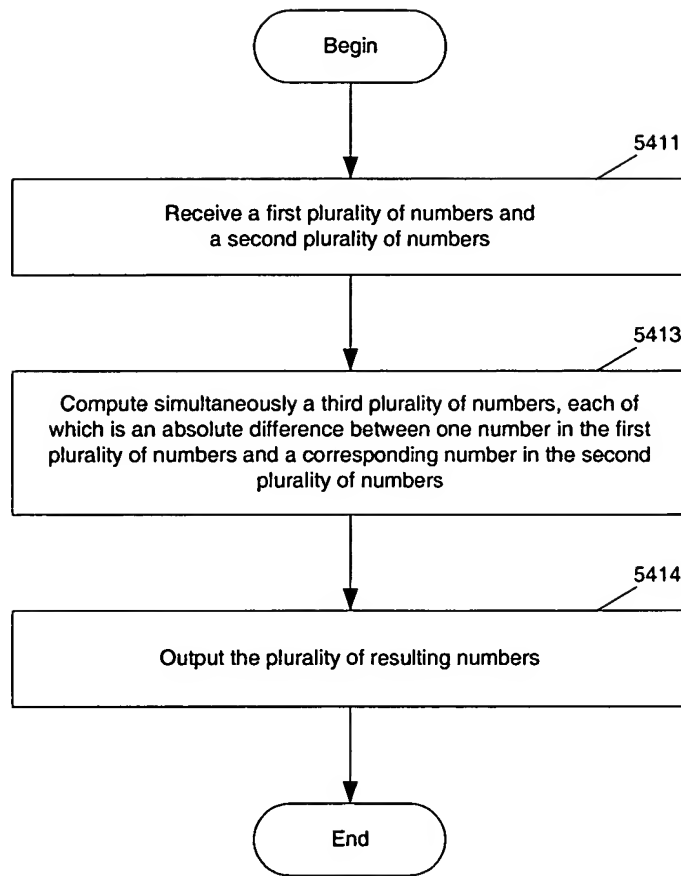 Begin
5411
Receive a first plurality of numbers and
a second plurality of numbers
5413
Compute simultaneously a third plurality of numbers, each of
which is an absolute difference between one number in the first
plurality of numbers and a corresponding number in the second
plurality of numbers
5414
Output the plurality of resulting numbers
End